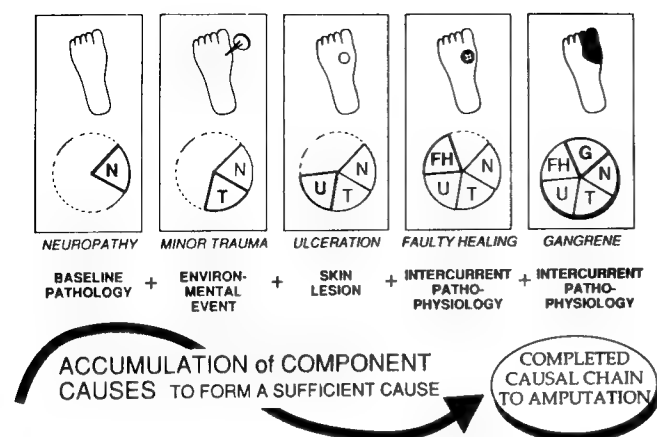 N
N
T
N
T
U
FH
N
T
U
FH
G
N
T
U
NEUROPATHY
MINOR TRAUMA
ULCERATION
FAULTY HEALING
GANGRENE
BASELINE
PATHOLOGY
+
ENVIRON-
MENTAL
EVENT
+
SKIN
LESION
+
INTERCURRENT
PATHO-
PHYSIOLOGY
+
INTERCURRENT
PATHO-
PHYSIOLOGY
ACCUMULATION of COMPONENT
CAUSES TO FORM A SUFFICIENT CAUSE
COMPLETED
CAUSAL CHAIN
TO AMPUTATION